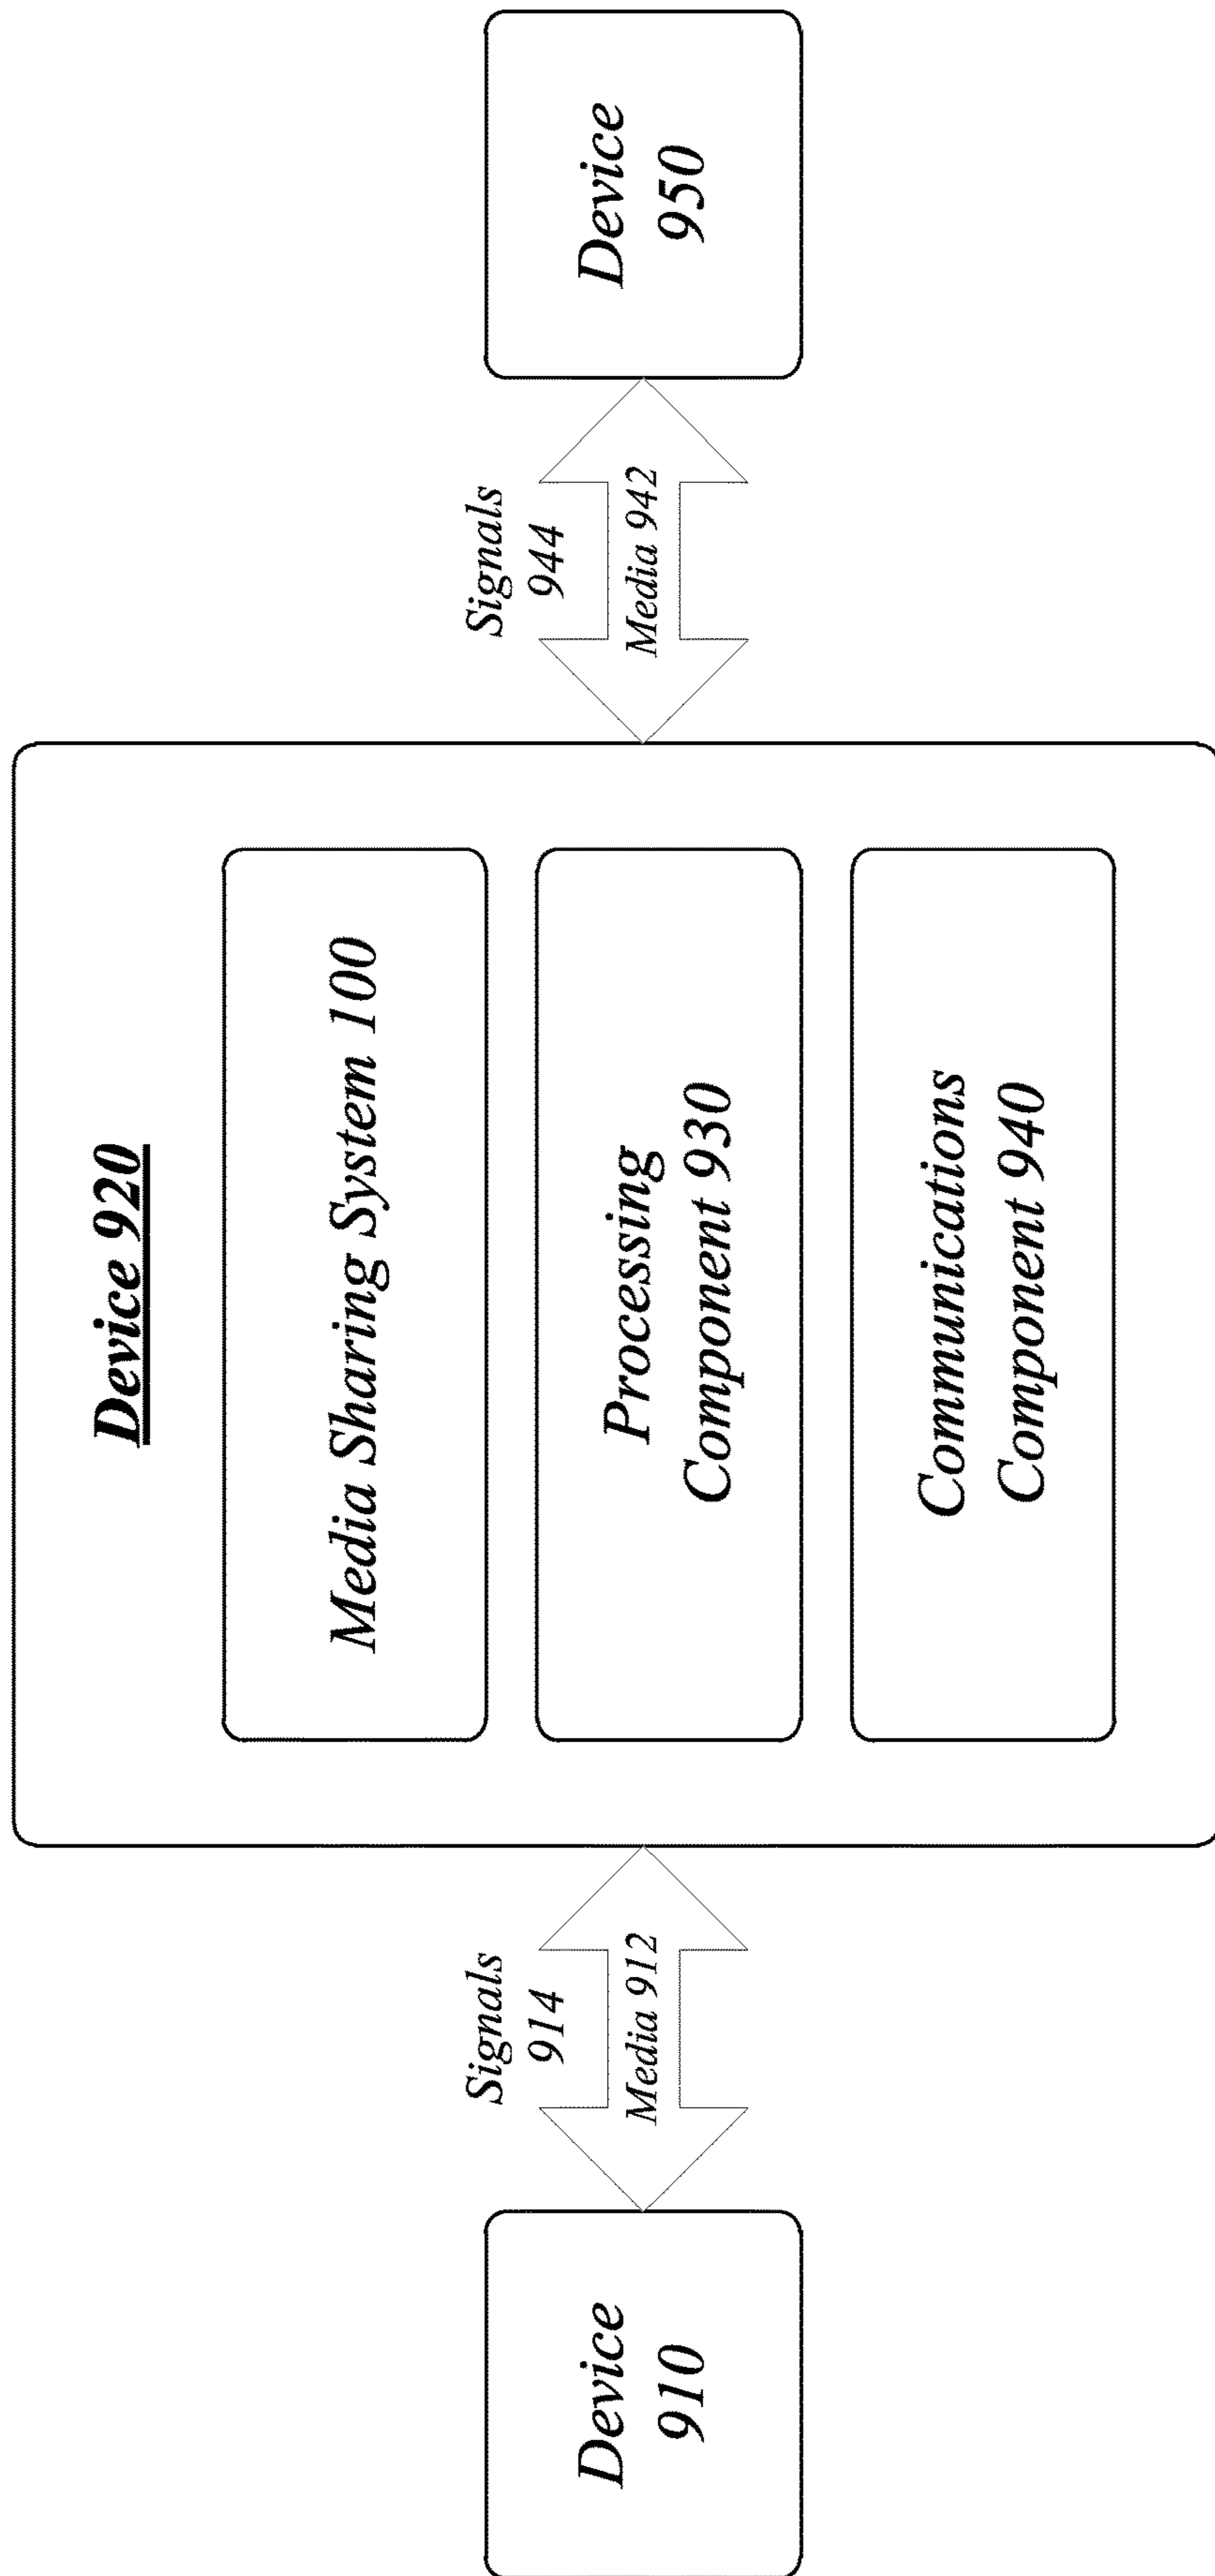 Device 920
Device
910
Signals
914
Media 912
Media Sharing System 100
Processing
Component 930
Communications
Component 940
Signals
944
Media 942
Device
950